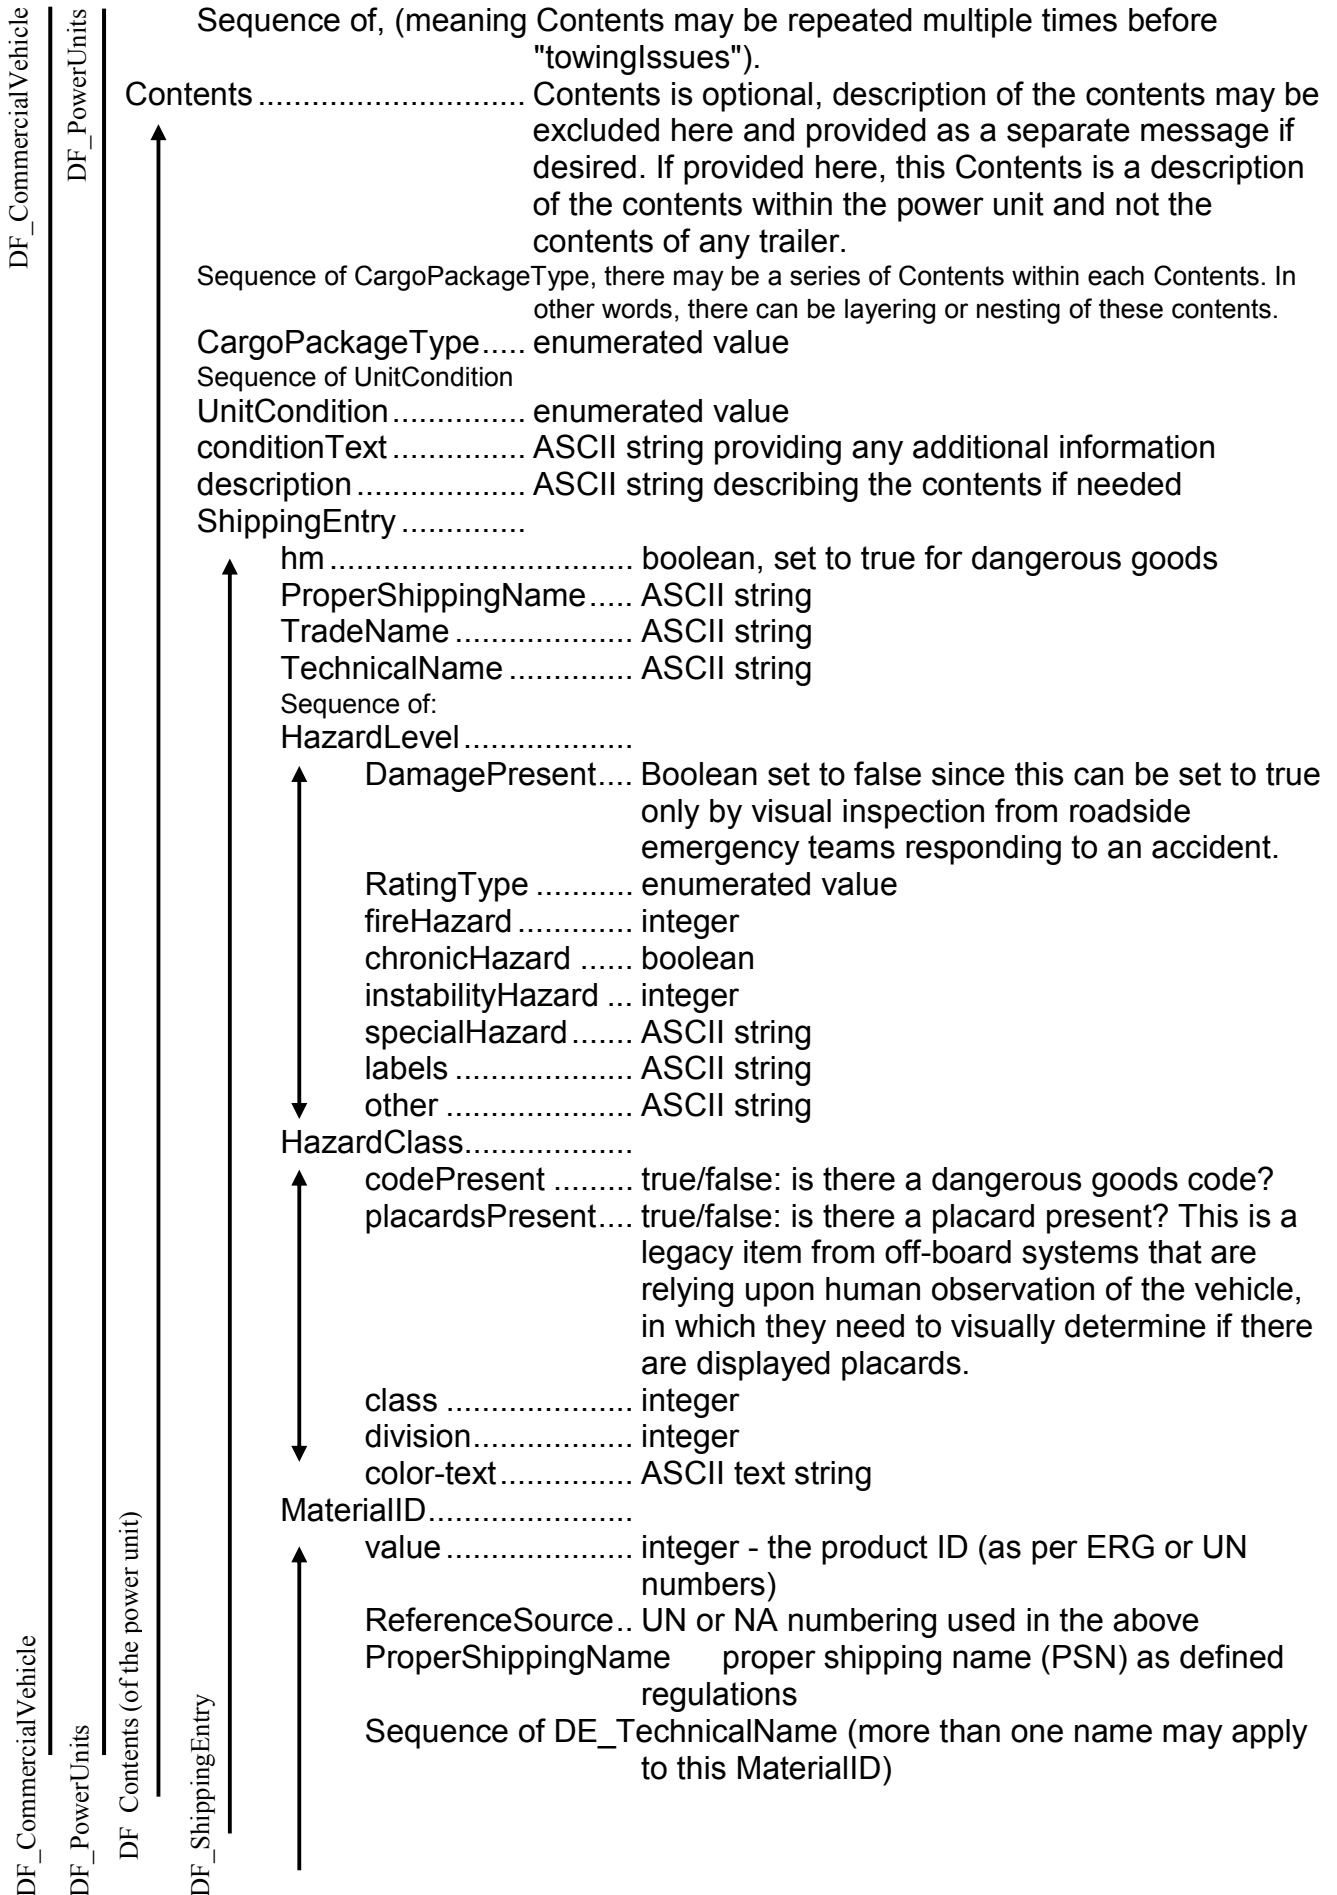 DF_CommercialVehicle
DF_PowerUnits
Sequence of, (meaning Contents may be repeated multiple times before
"towingIssues").
Contents .............................. Contents is optional, description of the contents may be
excluded here and provided as a separate message if
desired. If provided here, this Contents is a description
of the contents within the power unit and not the
contents of any trailer.
Sequence of CargoPackageType, there may be a series of Contents within each Contents. In
other words, there can be layering or nesting of these contents.
CargoPackageType..... enumerated value
Sequence of UnitCondition
UnitCondition............... enumerated value
conditionText ............... ASCII string providing any additional information
description................... ASCII string describing the contents if needed
ShippingEntry..............
hm.................................. boolean, set to true for dangerous goods
ProperShippingName..... ASCII string
TradeName .................... ASCII string
TechnicalName .............. ASCII string
Sequence of:
HazardLevel...................
DamagePresent.... Boolean set to false since this can be set to true
only by visual inspection from roadside
emergency teams responding to an accident.
RatingType ........... enumerated value
fireHazard............. integer
chronicHazard ...... boolean
instabilityHazard ... integer
specialHazard....... ASCII string
labels .................... ASCII string
other ..................... ASCII string
HazardClass...................
codePresent ......... true/false: is there a dangerous goods code?
placardsPresent.... true/false: is there a placard present? This is a
legacy item from off-board systems that are
relying upon human observation of the vehicle,
in which they need to visually determine if there
are displayed placards.
class ..................... integer
division.................. integer
color-text............... ASCII text string
MaterialID.......................
value..................... integer - the product ID (as per ERG or UN
numbers)
ReferenceSource.. UN or NA numbering used in the above
ProperShippingName proper shipping name (PSN) as defined
regulations
Sequence of DE_TechnicalName (more than one name may apply
to this MaterialID)
DF_CommercialVehicle
DF_PowerUnits
DF_Contents (of the power unit)
DF_ShippingEntry